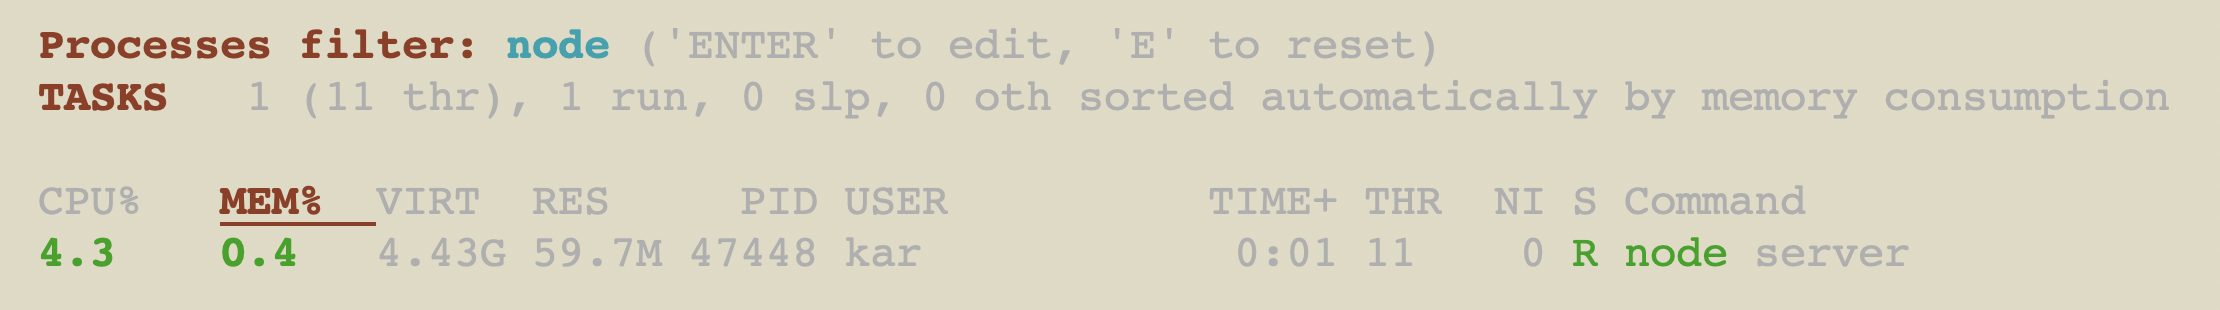 Processes filter: node ('ENTER' to edit, 'E' to reset)
TASKS   1 (11 thr), 1 run, 0 slp, 0 oth sorted automatically by memory consumption
CPU%   MEM%  VIRT  RES     PID USER          TIME+ THR  NI S Command
4.3    0.4   4.43G 59.7M 47448 kar            0:01 11    0 R node server